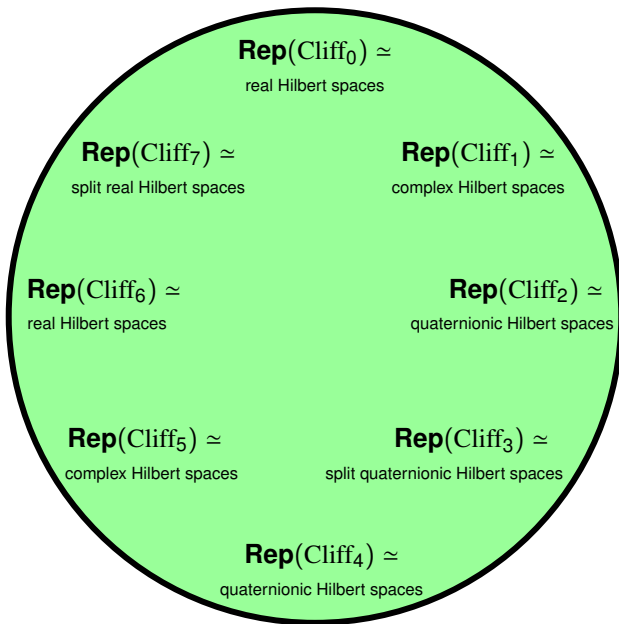 Rep(Cliff₀) ≃
real Hilbert spaces
Rep(Cliff₇) ≃
split real Hilbert spaces
Rep(Cliff₁) ≃
complex Hilbert spaces
Rep(Cliff₆) ≃
real Hilbert spaces
Rep(Cliff₂) ≃
quaternionic Hilbert spaces
Rep(Cliff₅) ≃
complex Hilbert spaces
Rep(Cliff₃) ≃
split quaternionic Hilbert spaces
Rep(Cliff₄) ≃
quaternionic Hilbert spaces